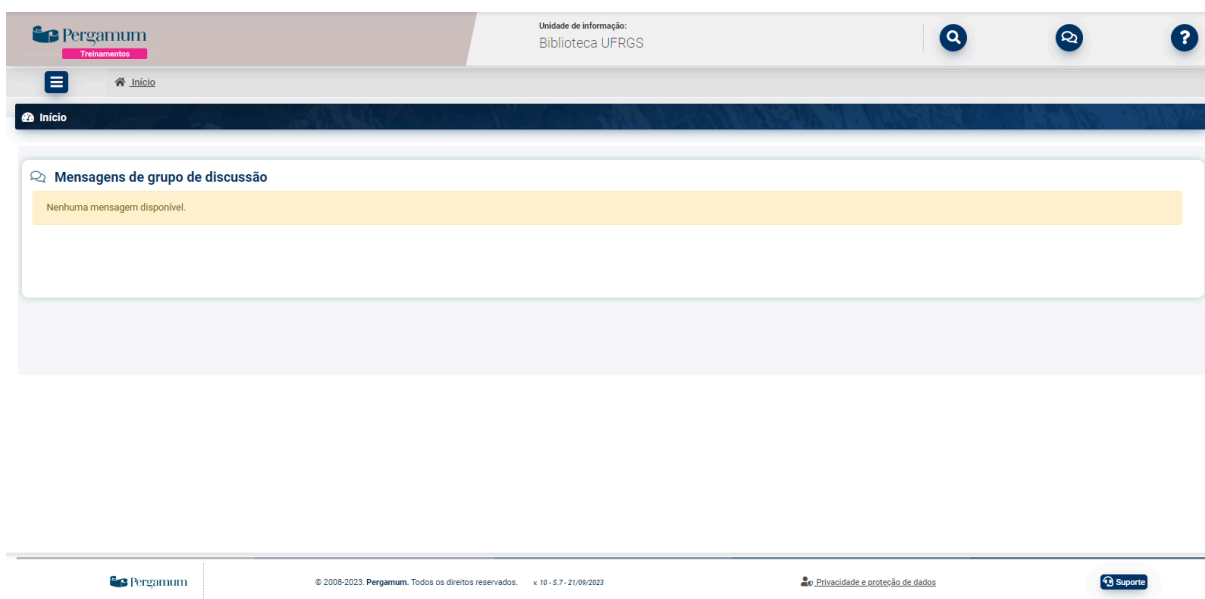 Pergamum
Treinamentos
Unidade de informação:
Biblioteca UFRGS
?
Início
Início
Mensagens de grupo de discussão
Nenhuma mensagem disponível.
Pergamum
© 2008-2023. Pergamum. Todos os direitos reservados. v. 10 - S.7 - 21/09/2023
Privacidade e proteção de dados
Suporte